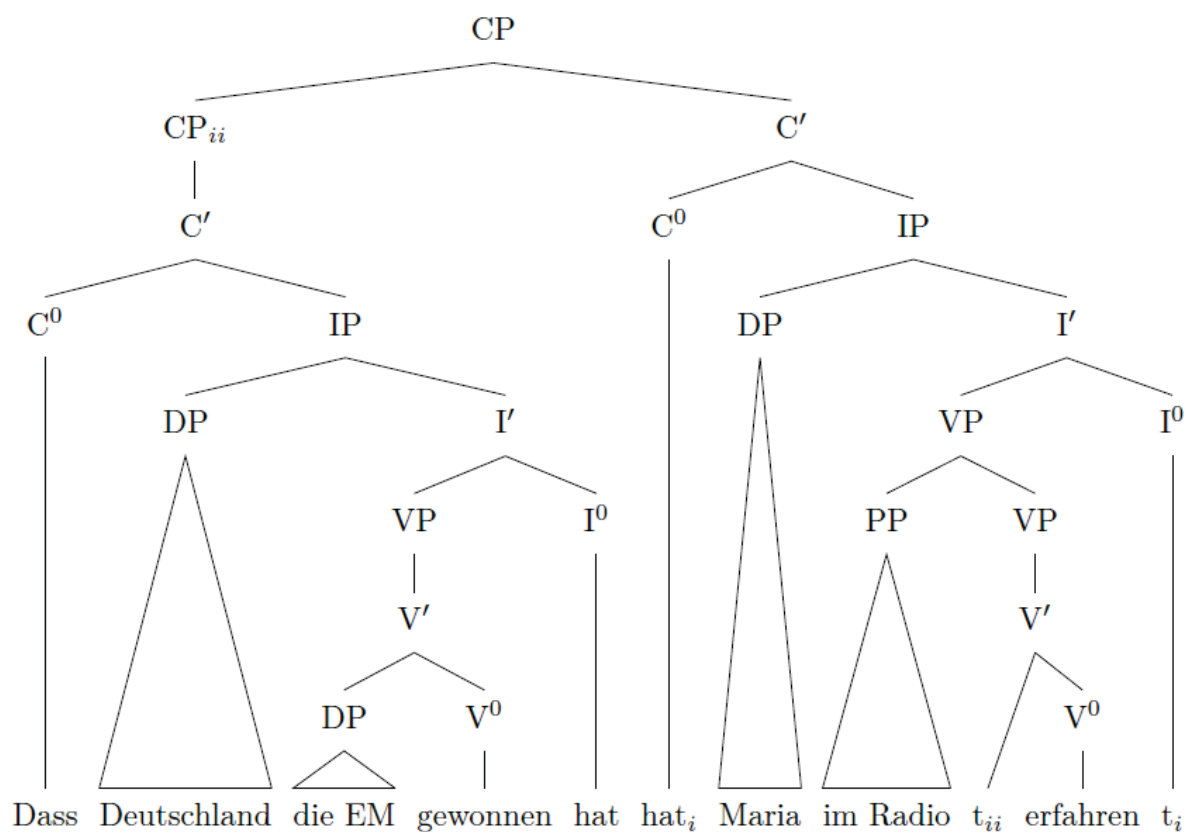 CP
CP_ii C′
C′ C⁰ IP
C⁰ IP DP I′
DP I′ VP I⁰
VP I⁰ PP VP
V′ V′
DP V⁰ V⁰
Dass Deutschland die EM gewonnen hat hat_i Maria im Radio t_ii erfahren t_i